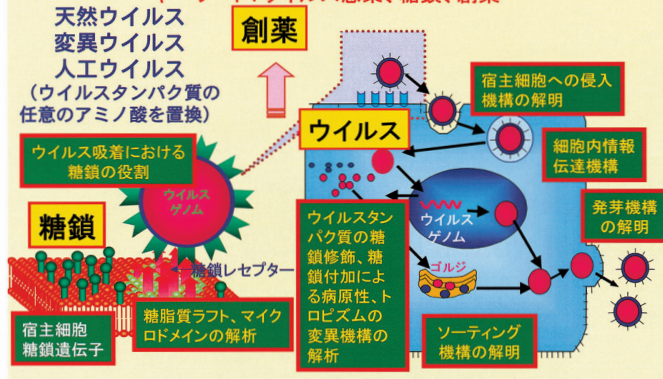 天然ウイルス
変異ウイルス
人工ウイルス
(ウイルスタンパク質の
任意のアミノ酸を置換)
創薬
宿主細胞への侵入
機構の解明
ウイルス
細胞内情報
伝達機構
ウイルス吸着における
糖鎖の役割
ウイルス
ゲノム
発芽機構
の解明
糖鎖
ウイルスタン
パク質の糖
鎖修飾、糖
鎖付加によ
る病原性、ト
ロピズムの
変異機構の
解析
ウイルス
ゲノム
糖鎖レセプター
ゴルジ
宿主細胞
糖鎖遺伝子
糖脂質ラフト、マイク
ロドメインの解析
ソーティング
機構の解明